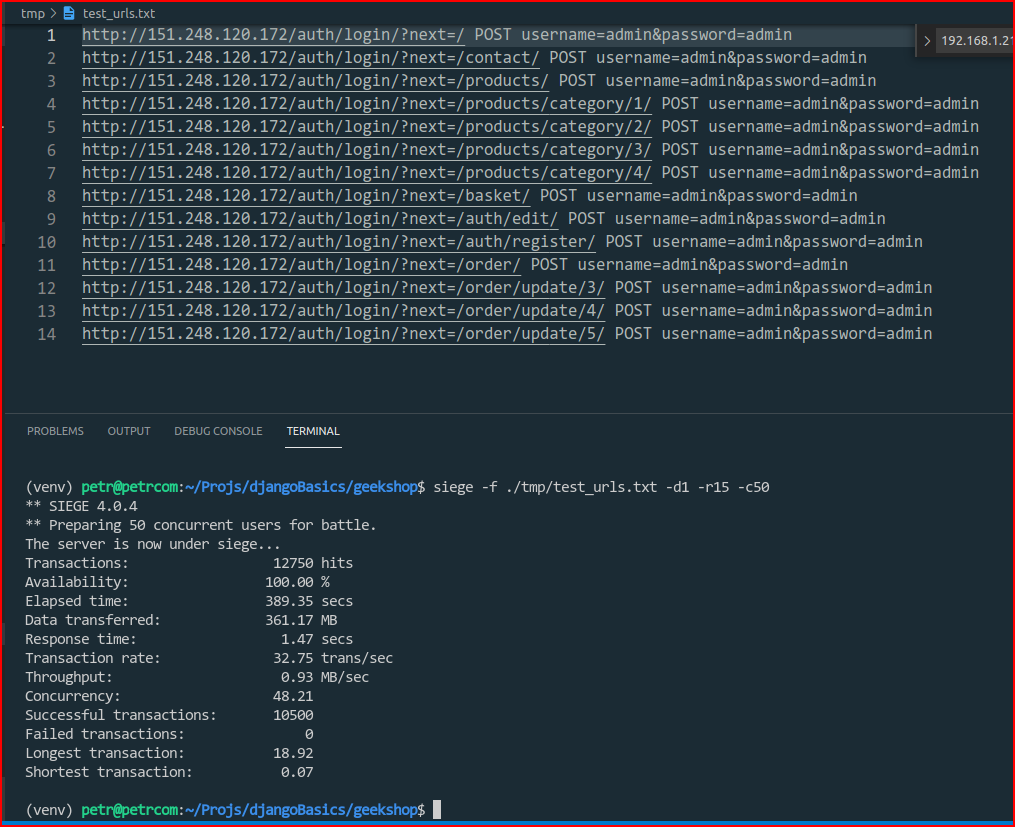 tmp > test_urls.txt
1 http://151.248.120.172/auth/login/?next=/ POST username=admin&password=admin
> 192.168.1.21
2 http://151.248.120.172/auth/login/?next=/contact/ POST username=admin&password=admin
3 http://151.248.120.172/auth/login/?next=/products/ POST username=admin&password=admin
4 http://151.248.120.172/auth/login/?next=/products/category/1/ POST username=admin&password=admin
5 http://151.248.120.172/auth/login/?next=/products/category/2/ POST username=admin&password=admin
6 http://151.248.120.172/auth/login/?next=/products/category/3/ POST username=admin&password=admin
7 http://151.248.120.172/auth/login/?next=/products/category/4/ POST username=admin&password=admin
8 http://151.248.120.172/auth/login/?next=/basket/ POST username=admin&password=admin
9 http://151.248.120.172/auth/login/?next=/auth/edit/ POST username=admin&password=admin
10 http://151.248.120.172/auth/login/?next=/auth/register/ POST username=admin&password=admin
11 http://151.248.120.172/auth/login/?next=/order/ POST username=admin&password=admin
12 http://151.248.120.172/auth/login/?next=/order/update/3/ POST username=admin&password=admin
13 http://151.248.120.172/auth/login/?next=/order/update/4/ POST username=admin&password=admin
14 http://151.248.120.172/auth/login/?next=/order/update/5/ POST username=admin&password=admin
PROBLEMS OUTPUT DEBUG CONSOLE TERMINAL
(venv) petr@petrcom:~/Projs/djangoBasics/geekshop$ siege -f ./tmp/test_urls.txt -d1 -r15 -c50
** SIEGE 4.0.4
** Preparing 50 concurrent users for battle.
The server is now under siege...
Transactions: 12750 hits
Availability: 100.00 %
Elapsed time: 389.35 secs
Data transferred: 361.17 MB
Response time: 1.47 secs
Transaction rate: 32.75 trans/sec
Throughput: 0.93 MB/sec
Concurrency: 48.21
Successful transactions: 10500
Failed transactions: 0
Longest transaction: 18.92
Shortest transaction: 0.07
(venv) petr@petrcom:~/Projs/djangoBasics/geekshop$